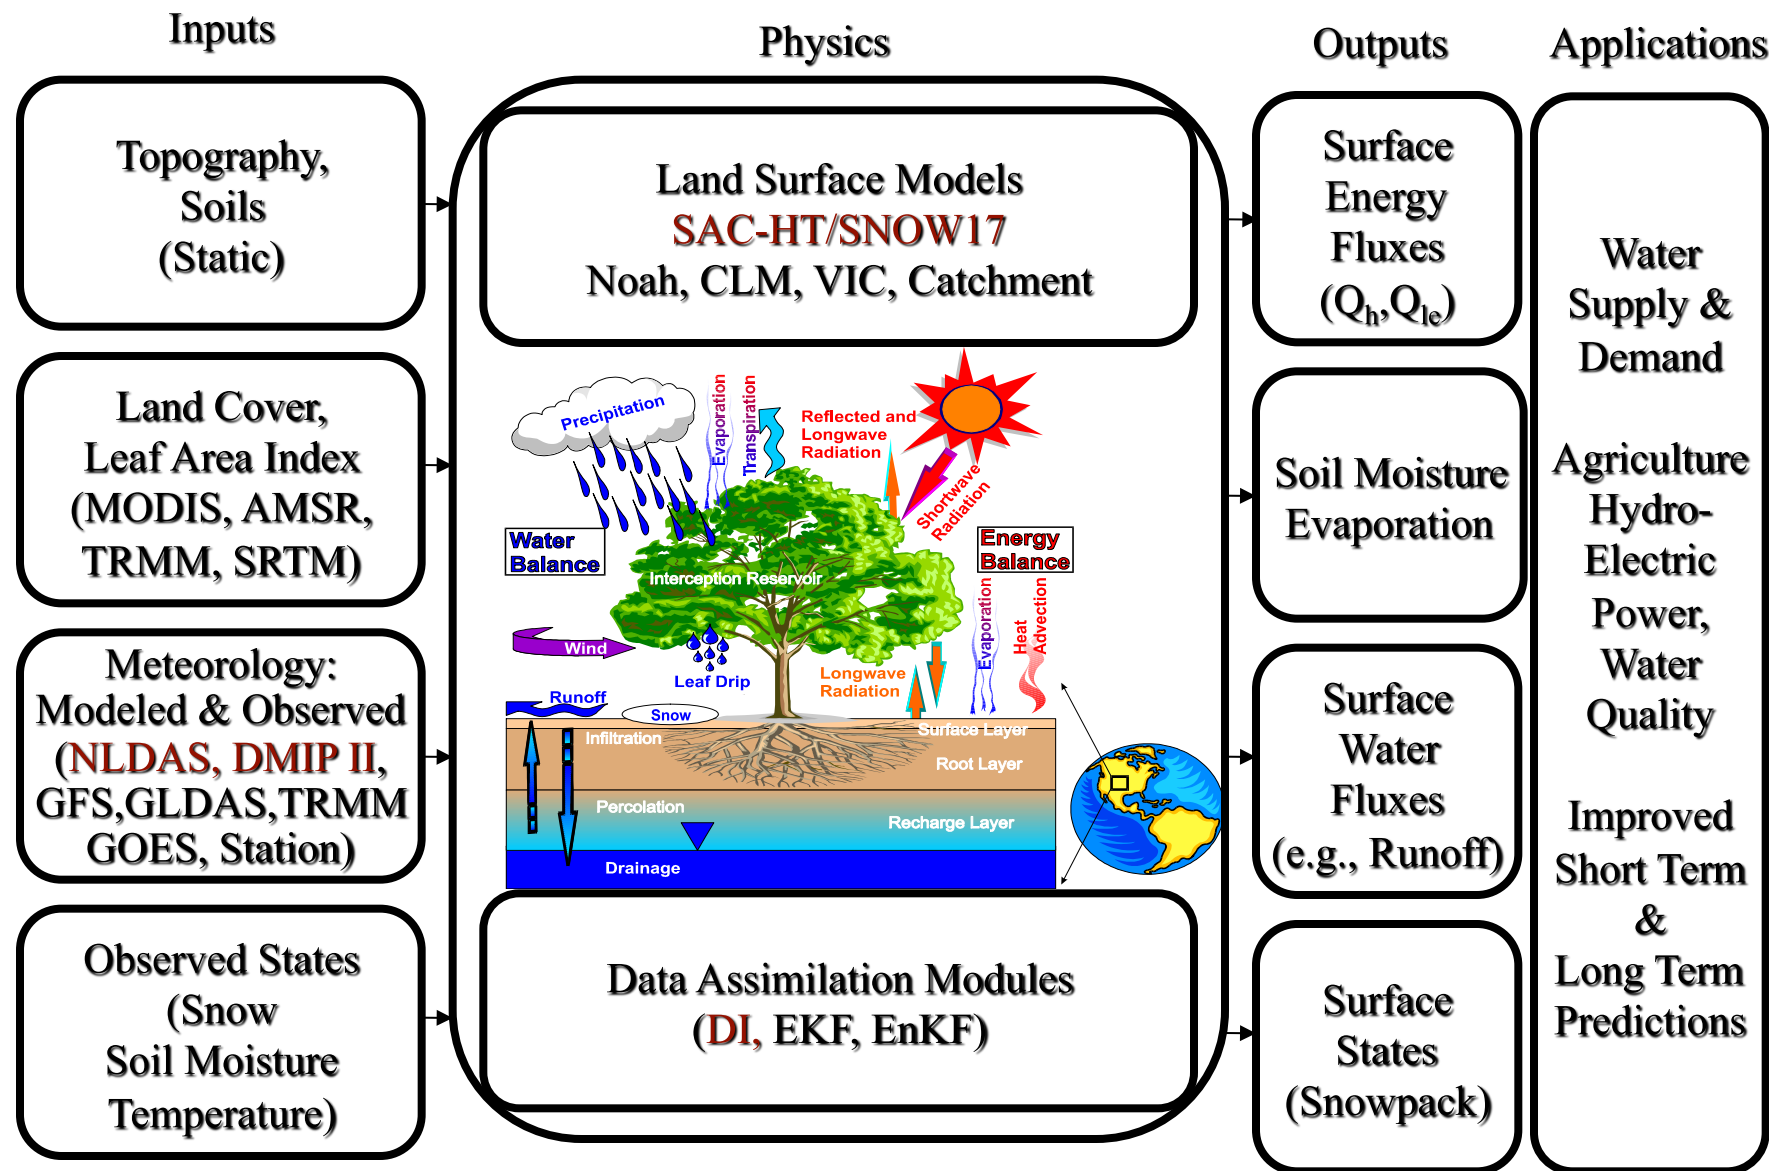 Inputs
Physics
Outputs
Applications
Topography,
Soils
(Static)
Land Cover,
Leaf Area Index
(MODIS, AMSR,
TRMM, SRTM)
Meteorology:
Modeled & Observed
(NLDAS, DMIP II,
GFS,GLDAS,TRMM
GOES, Station)
Observed States
(Snow
Soil Moisture
Temperature)
Land Surface Models
SAC-HT/SNOW17
Noah, CLM, VIC, Catchment
Precipitation
Evaporation
Transpiration
Reflected and
Longwave
Radiation
Shortwave
Radiation
Water
Balance
Energy
Balance
Interception Reservoir
Wind
Leaf Drip
Longwave
Radiation
Evaporation
Heat
Advection
Runoff
Snow
Infiltration
Surface Layer
Root Layer
Percolation
Recharge Layer
Drainage
Data Assimilation Modules
(DI, EKF, EnKF)
Surface
Energy
Fluxes
(Qh,Qle)
Soil Moisture
Evaporation
Surface
Water
Fluxes
(e.g., Runoff)
Surface
States
(Snowpack)
Water
Supply &
Demand
Agriculture
Hydro-
Electric
Power,
Water
Quality
Improved
Short Term
&
Long Term
Predictions